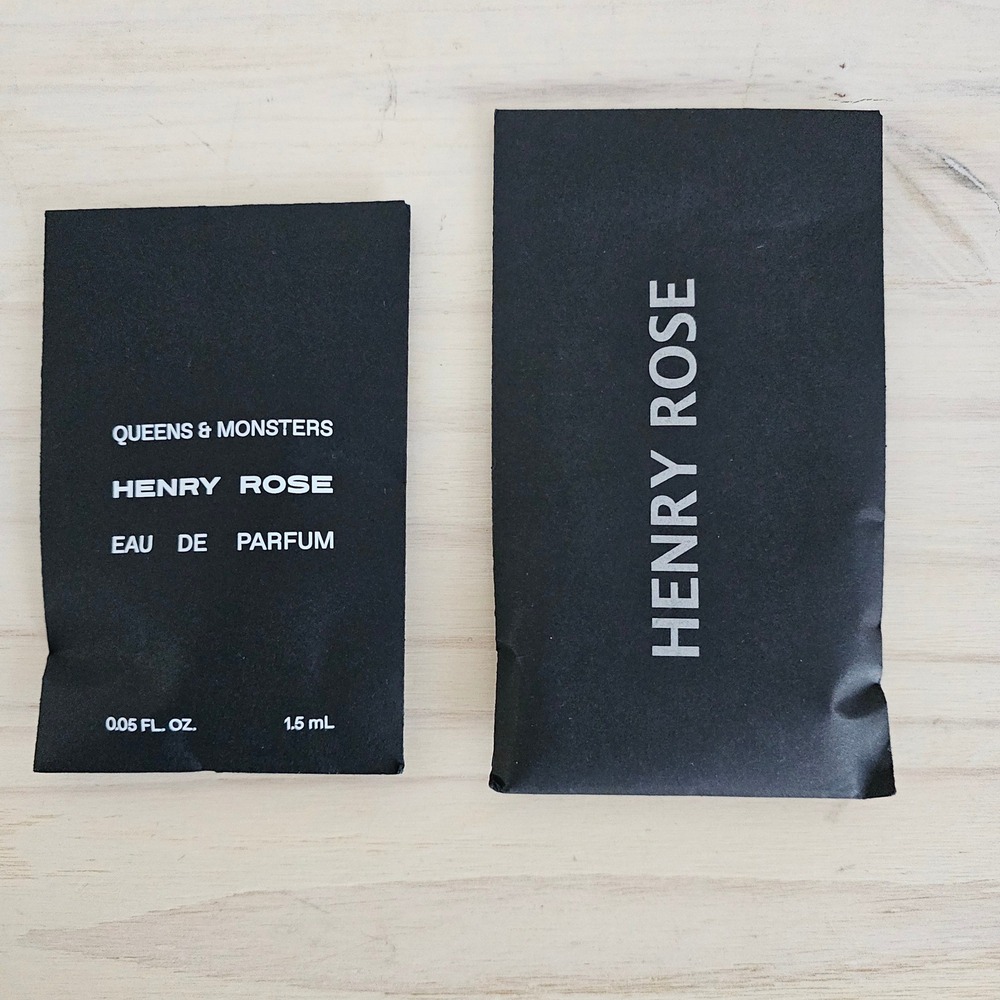 QUEENS & MONSTERS
HENRY ROSE
EAU DE PARFUM
0.05 FL. OZ. 1.5 mL
HENRY ROSE